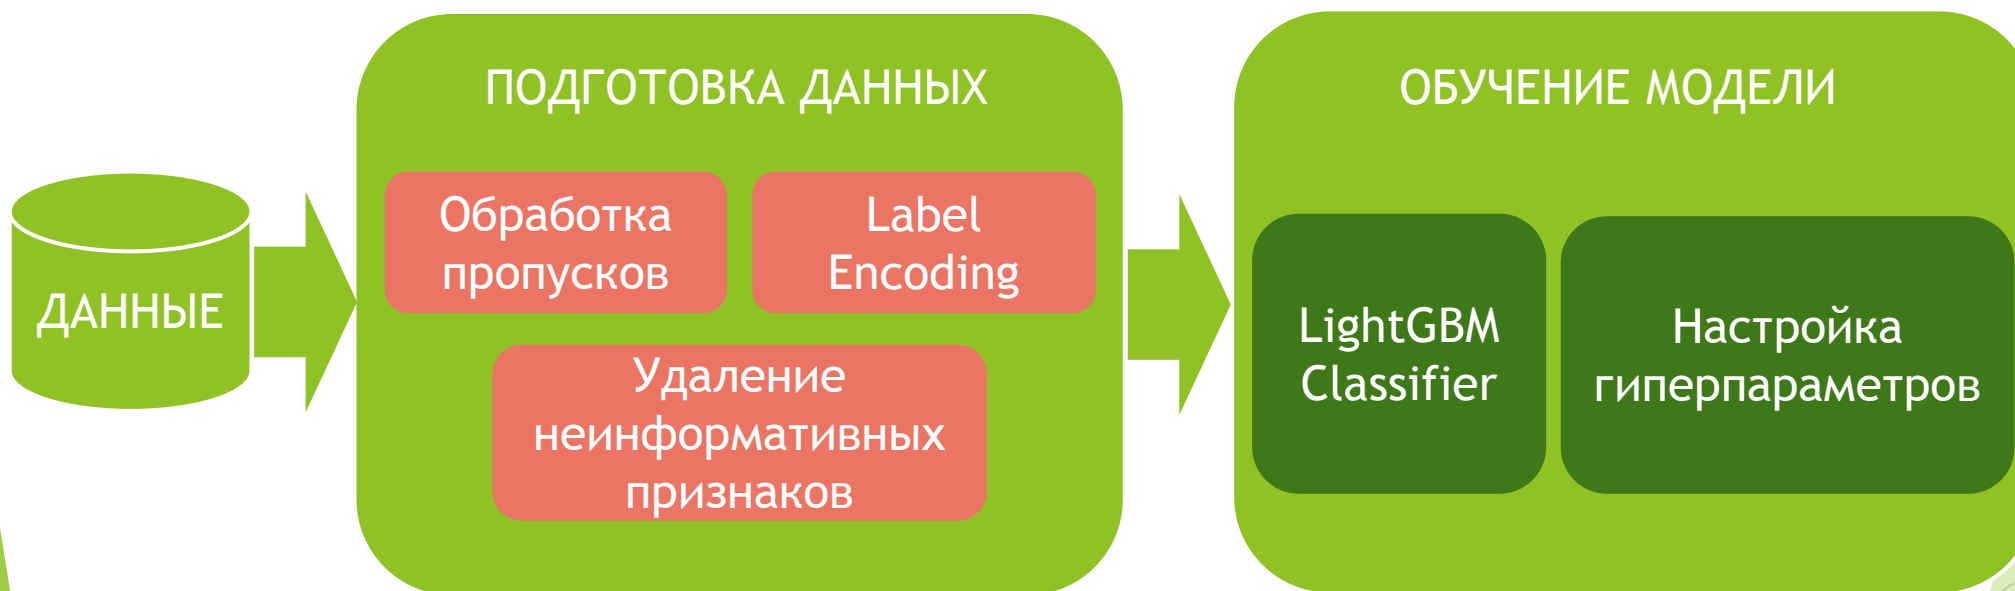 ДАННЫЕ
ПОДГОТОВКА ДАННЫХ
Обработка
пропусков
Label
Encoding
Удаление
неинформативных
признаков
ОБУЧЕНИЕ МОДЕЛИ
LightGBM
Classifier
Настройка
гиперпараметров